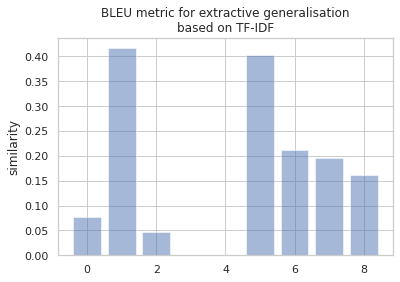 BLEU metric for extractive generalisation
based on TF-IDF
similarity
0.40
0.35
0.30
0.25
0.20
0.15
0.10
0.05
0.00
0 2 4 6 8